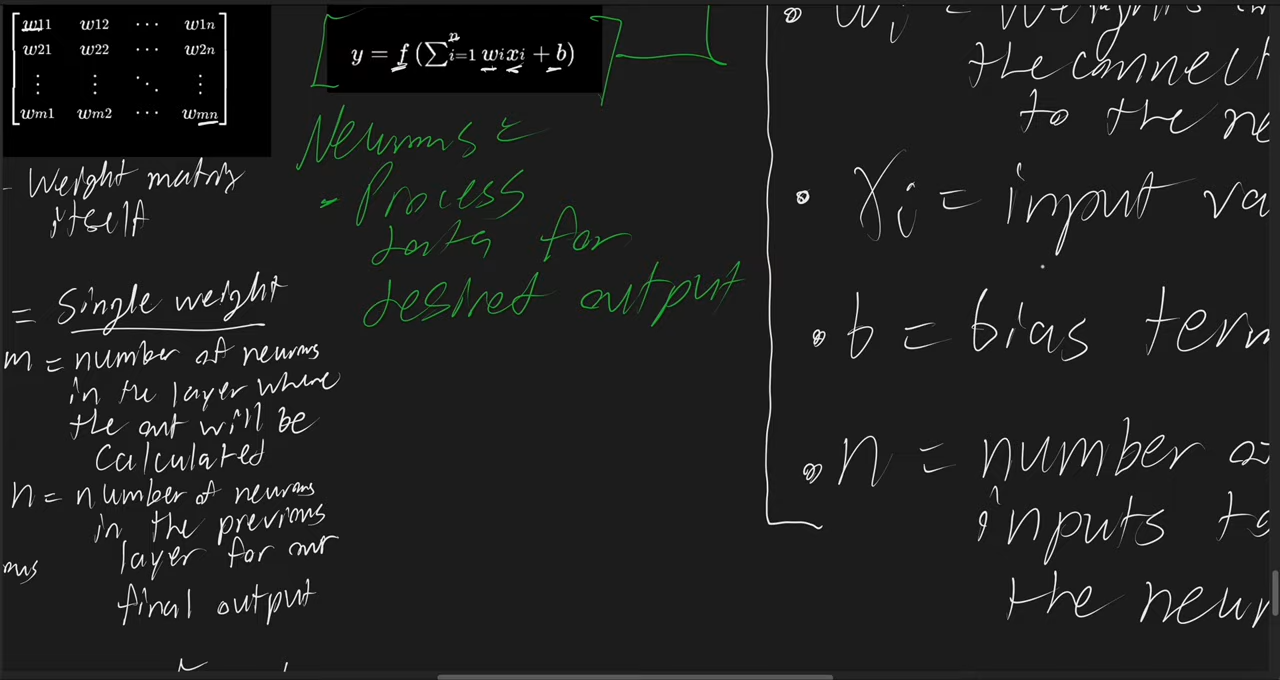 w11 w12 ⋯ w1n
w21 w22 ⋯ w2n
⋮ ⋮ ⋱ ⋮
wm1 wm2 ⋯ wmn
- Weight matrix
itself
= Single weight
m = number of neurons
in the layer where
the out will be
calculated
n = number of neurons
in the previous
layer for our
final output
y = f (∑ⁿi=1 wixi + b)
Neurons =
- Process
data for
desired output
• wi = weights i
the connect
to the ne
• xi = input va
• b = bias term
• n = number o
inputs to
the neur